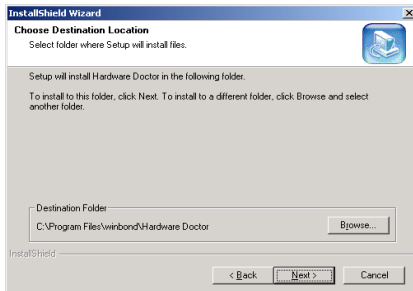 InstallShield Wizard
Choose Destination Location
Select folder where Setup will install files.
Setup will install Hardware Doctor in the following folder.
To install to this folder, click Next. To install to a different folder, click Browse and select
another folder.
Destination Folder
C:\Program Files\winbond\Hardware Doctor
Browse...
InstallShield
< Back
Next >
Cancel